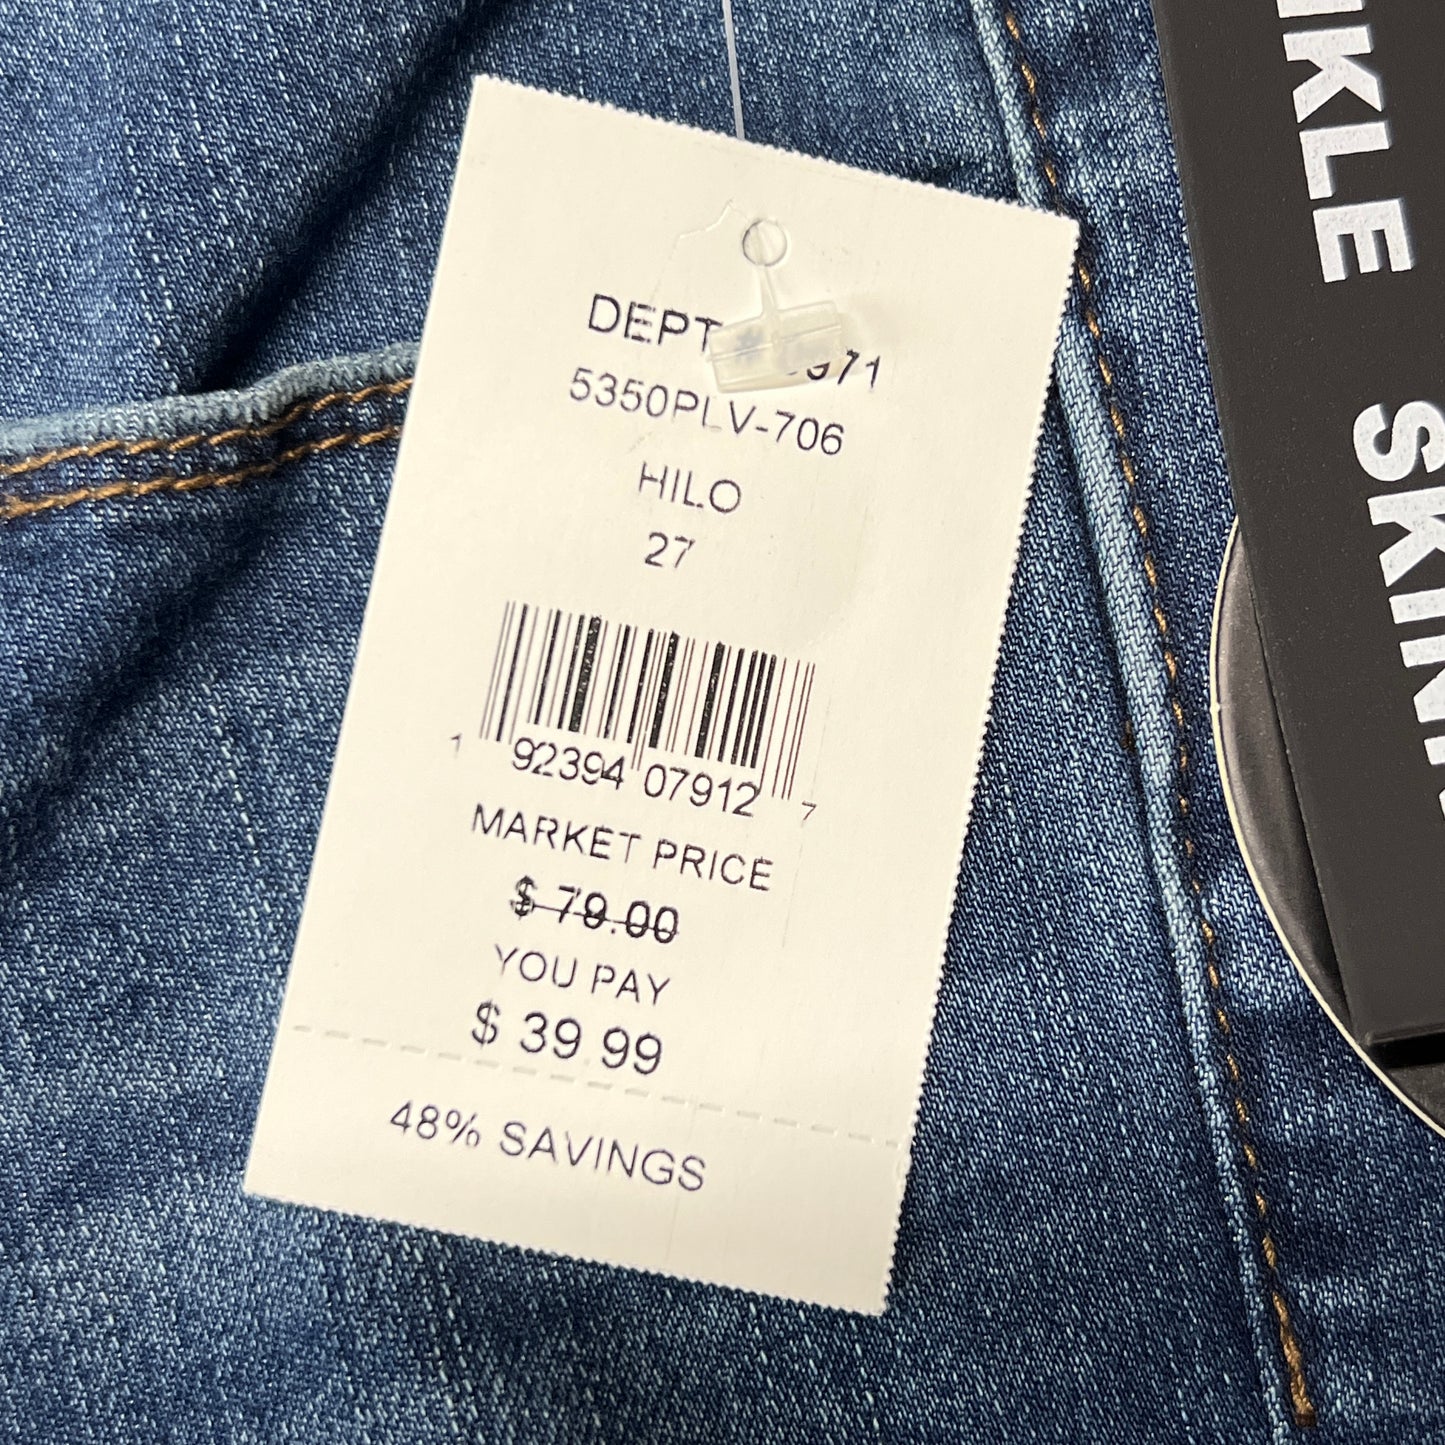 DEPT
5350PLV-706
HILO
27
1 92394 07912 7
MARKET PRICE
$ 79.00
YOU PAY
$ 39.99
48% SAVINGS